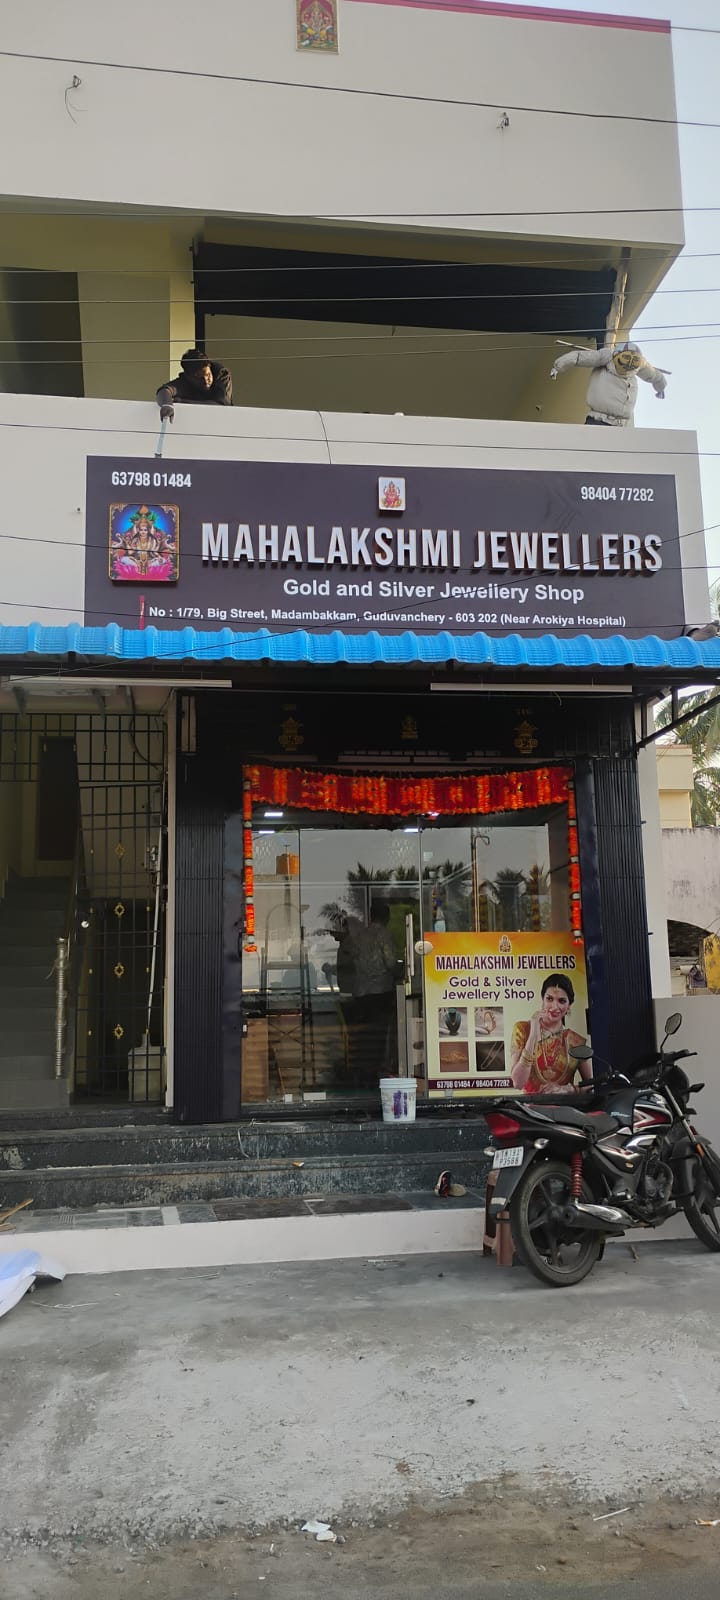 63798 01484
98404 77282
MAHALAKSHMI JEWELLERS
Gold and Silver Jewellery Shop
No : 1/79, Big Street, Madambakkam, Guduvanchery - 603 202 (Near Arokiya Hospital)
MAHALAKSHMI JEWELLERS
Gold & Silver
Jewellery Shop
63798 01484 / 98404 77282